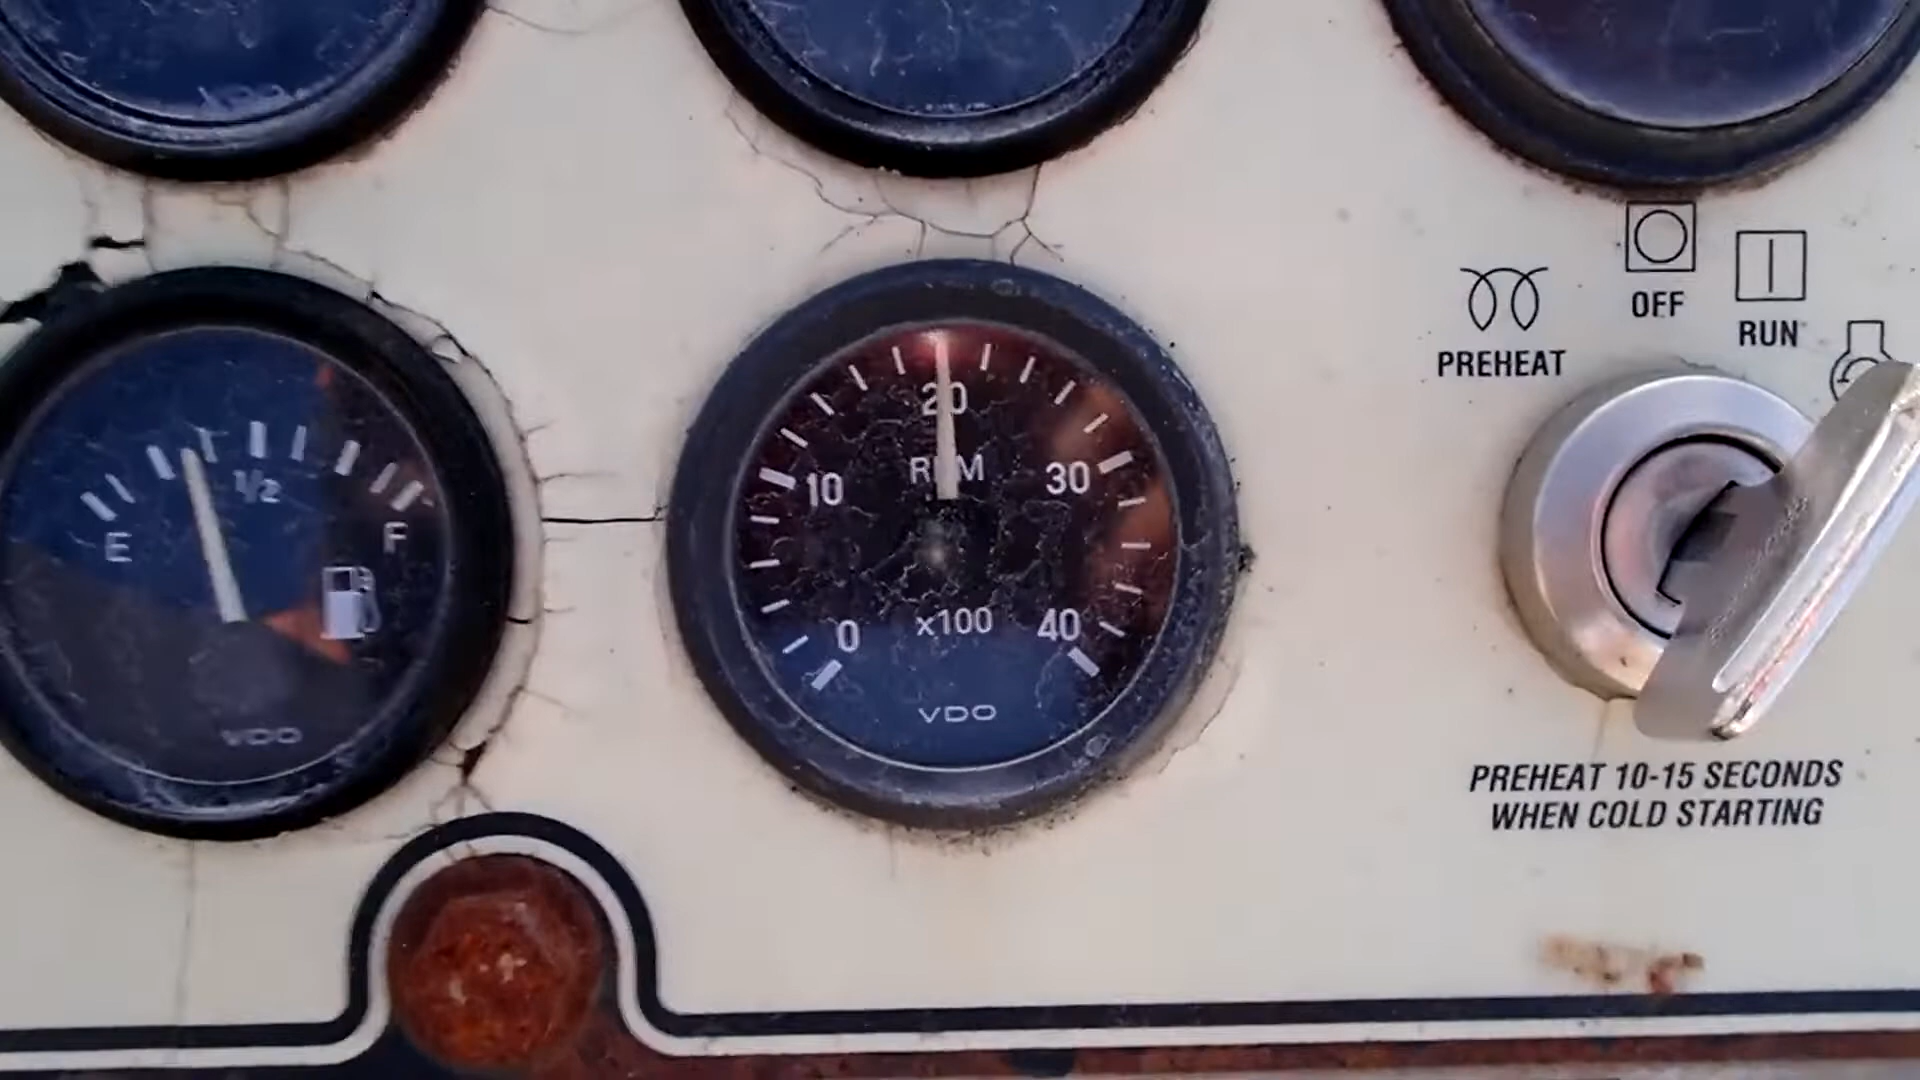 OFF
RUN
PREHEAT
1/2
E
F
VDO
20
RPM
10
30
0
x100
40
VDO
PREHEAT 10-15 SECONDS
WHEN COLD STARTING